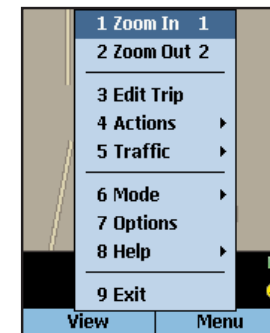 1 Zoom In 1
2 Zoom Out 2
3 Edit Trip
4 Actions
5 Traffic
6 Mode
7 Options
8 Help
9 Exit
View Menu